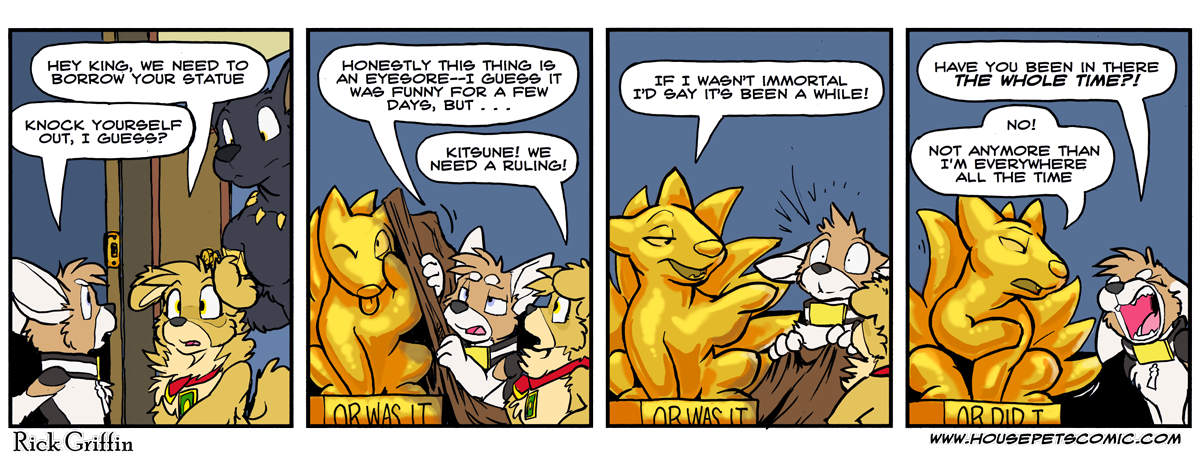 HEY KING, WE NEED TO
BORROW YOUR STATUE
KNOCK YOURSELF
OUT, I GUESS?
HONESTLY THIS THING IS
AN EYESORE--I GUESS IT
WAS FUNNY FOR A FEW
DAYS, BUT . . .
KITSUNE! WE
NEED A RULING!
OR WAS IT
IF I WASN'T IMMORTAL
I'D SAY IT'S BEEN A WHILE!
OR WAS IT
HAVE YOU BEEN IN THERE
THE WHOLE TIME?!
NO!
NOT ANYMORE THAN
I'M EVERYWHERE
ALL THE TIME
OR DID I
Rick Griffin
WWW.HOUSEPETSCOMIC.COM